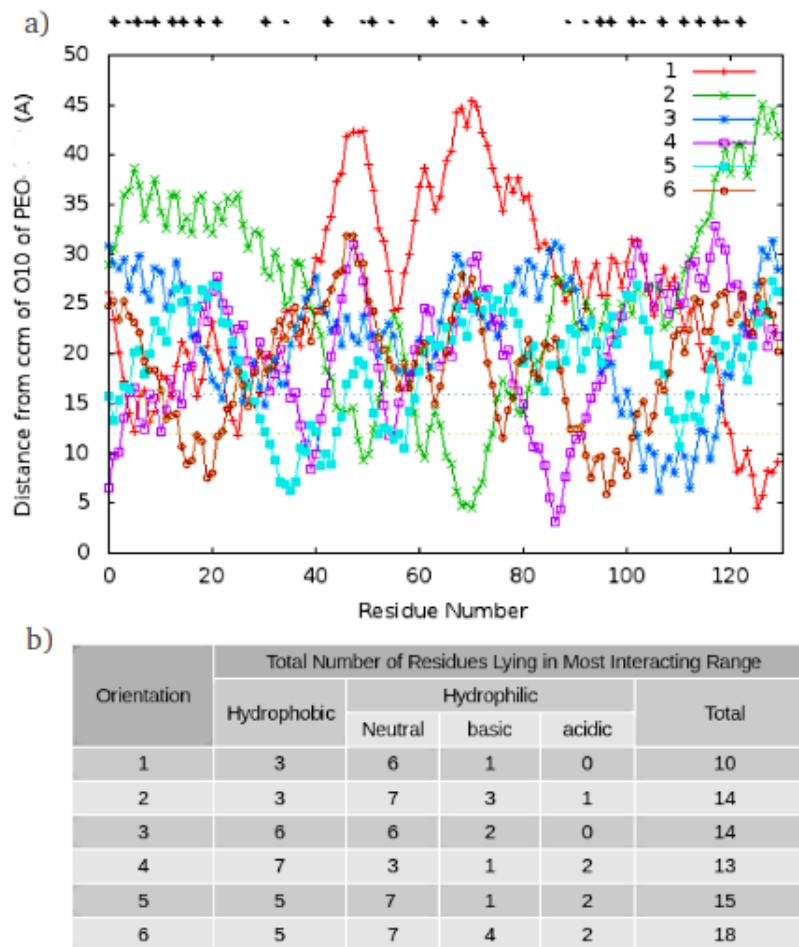 a)
Distance from ccm of O10 of PEO (A)
50
45
40
35
30
25
20
15
10
5
0
0 20 40 60 80 100 120
Residue Number
1
2
3
4
5
6
b)
Orientation
Total Number of Residues Lying in Most Interacting Range
Hydrophobic
Hydrophilic
Total
Neutral basic acidic
1 3 6 1 0 10
2 3 7 3 1 14
3 6 6 2 0 14
4 7 3 1 2 13
5 5 7 1 2 15
6 5 7 4 2 18